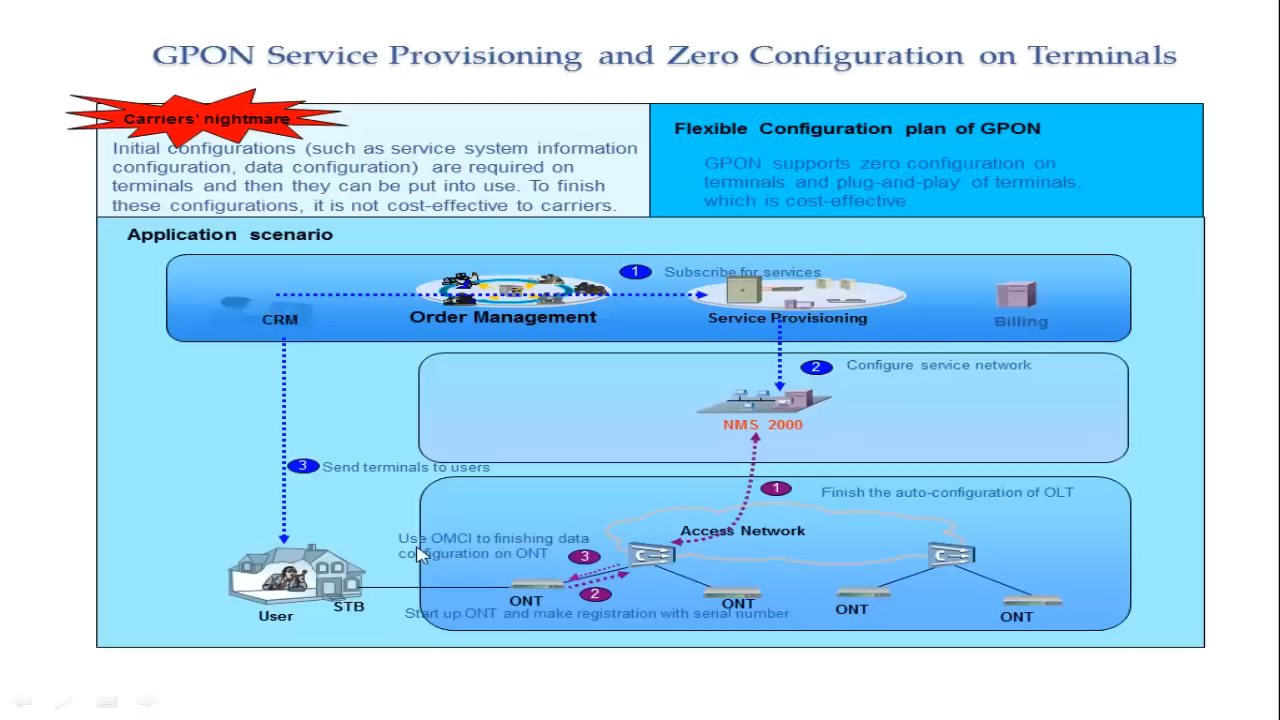 GPON Service Provisioning and Zero Configuration on Terminals
Carriers' nightmare
Initial configurations (such as service system information
configuration, data configuration) are required on
terminals and then they can be put into use. To finish
these configurations, it is not cost-effective to carriers.
Flexible Configuration plan of GPON
GPON supports zero configuration on
terminals and plug-and-play of terminals,
which is cost-effective.
Application scenario
1 Subscribe for services
CRM
Order Management
Service Provisioning
Billing
2 Configure service network
NMS 2000
3 Send terminals to users
1 Finish the auto-configuration of OLT
Access Network
Use OMCI to finishing data
configuration on ONT
3
2
User
STB
ONT
ONT
ONT
ONT
Start up ONT and make registration with serial number